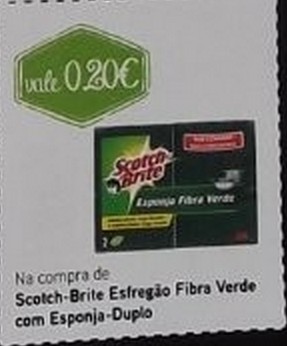 vale 0.20€
Scotch
Brite
Esponja Fibra Verde
2
Na compra de
Scotch-Brite Esfregão Fibra Verde
com Esponja-Duplo